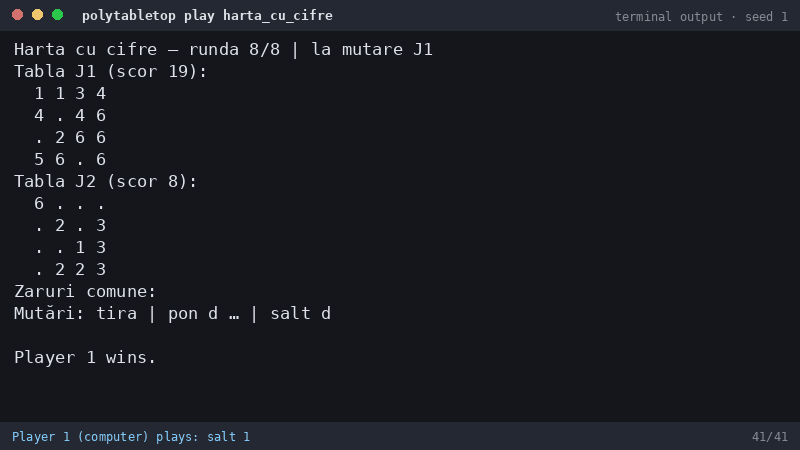 polytabletop play harta_cu_cifre
terminal output · seed 1
Harta cu cifre — runda 8/8 | la mutare J1
Tabla J1 (scor 19):
1 1 3 4
4 . 4 6
. 2 6 6
5 6 . 6
Tabla J2 (scor 8):
6 . . .
. 2 . 3
. . 1 3
. 2 2 3
Zaruri comune:
Mutări: tira | pon d … | salt d
Player 1 wins.
Player 1 (computer) plays: salt 1
41/41